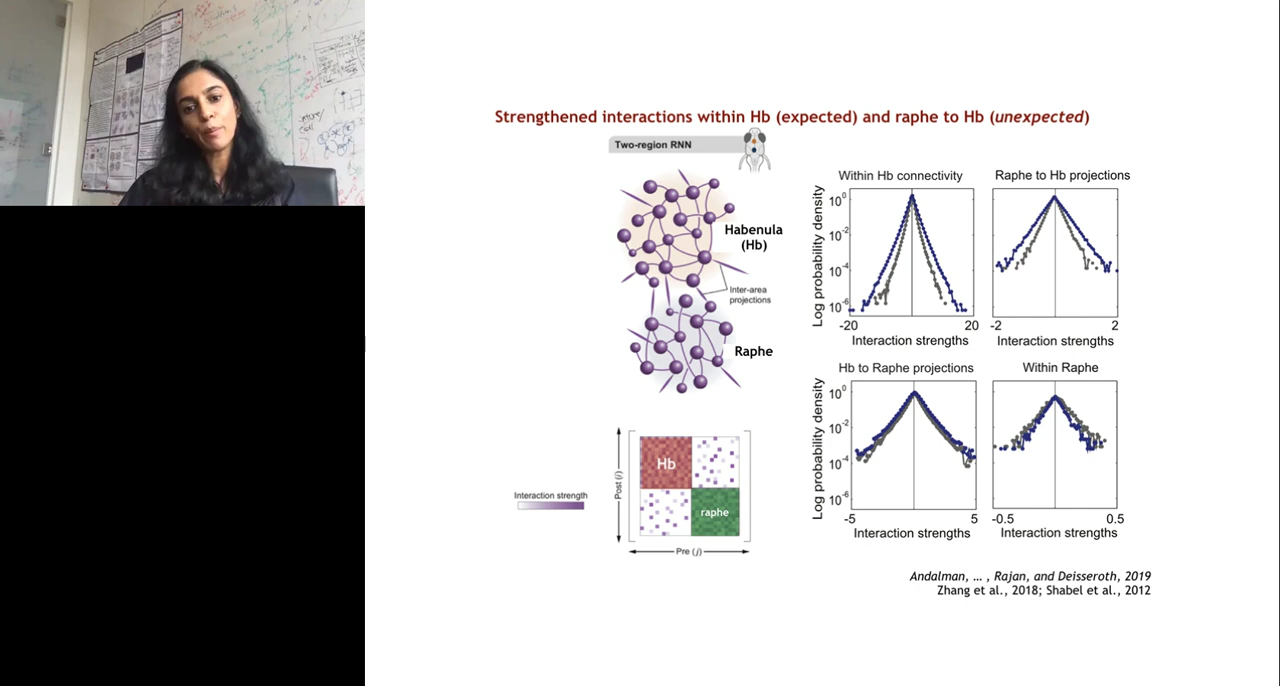 Strengthened interactions within Hb (expected) and raphe to Hb (unexpected)
Two-region RNN
Habenula
(Hb)
Inter-area
projections
Raphe
Within Hb connectivity
Log probability density
10^0
10^-2
10^-4
10^-6
-20
20
Interaction strengths
Raphe to Hb projections
-2
2
Interaction strengths
Hb to Raphe projections
Log probability density
10^0
10^-2
10^-4
10^-6
-5
5
Interaction strengths
Within Raphe
-0.5
0.5
Interaction strengths
Interaction strength
Post (i)
Hb
raphe
Pre (j)
Andalman, … , Rajan, and Deisseroth, 2019
Zhang et al., 2018; Shabel et al., 2012